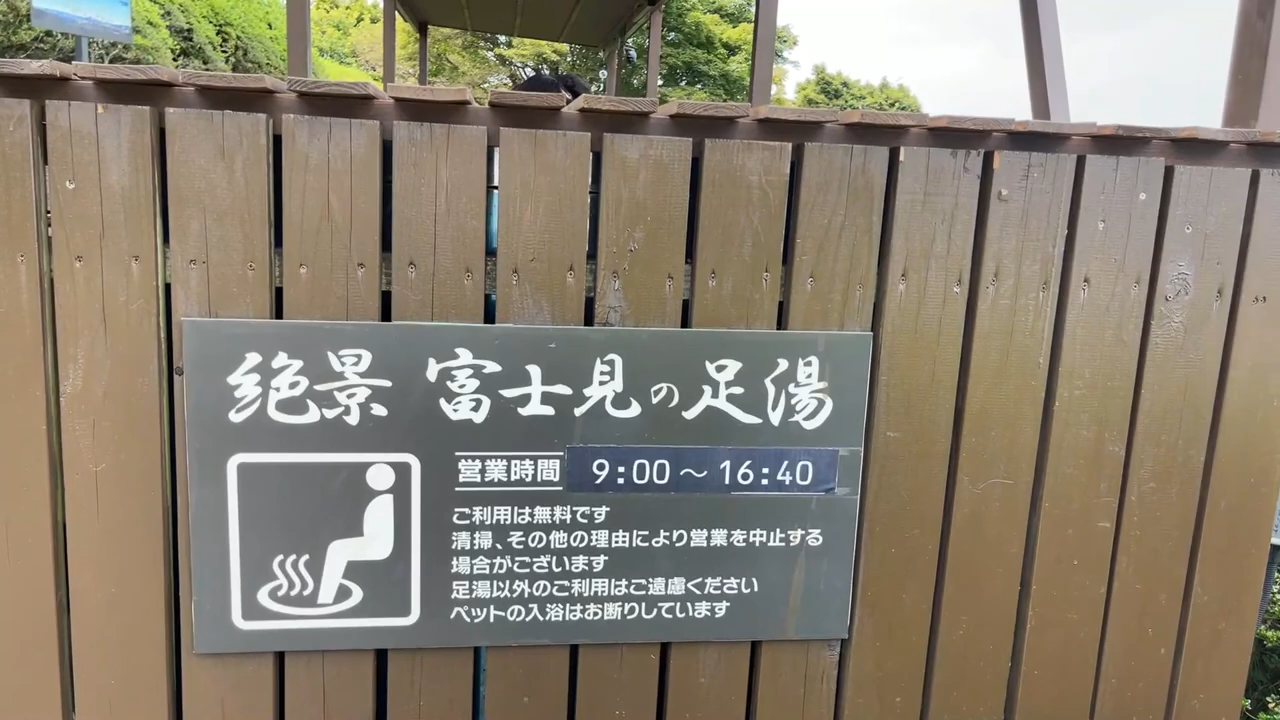 絶景 富士見の足湯
営業時間 9:00～16:40
ご利用は無料です
清掃、その他の理由により営業を中止する
場合がございます
足湯以外のご利用はご遠慮ください
ペットの入浴はお断りしています